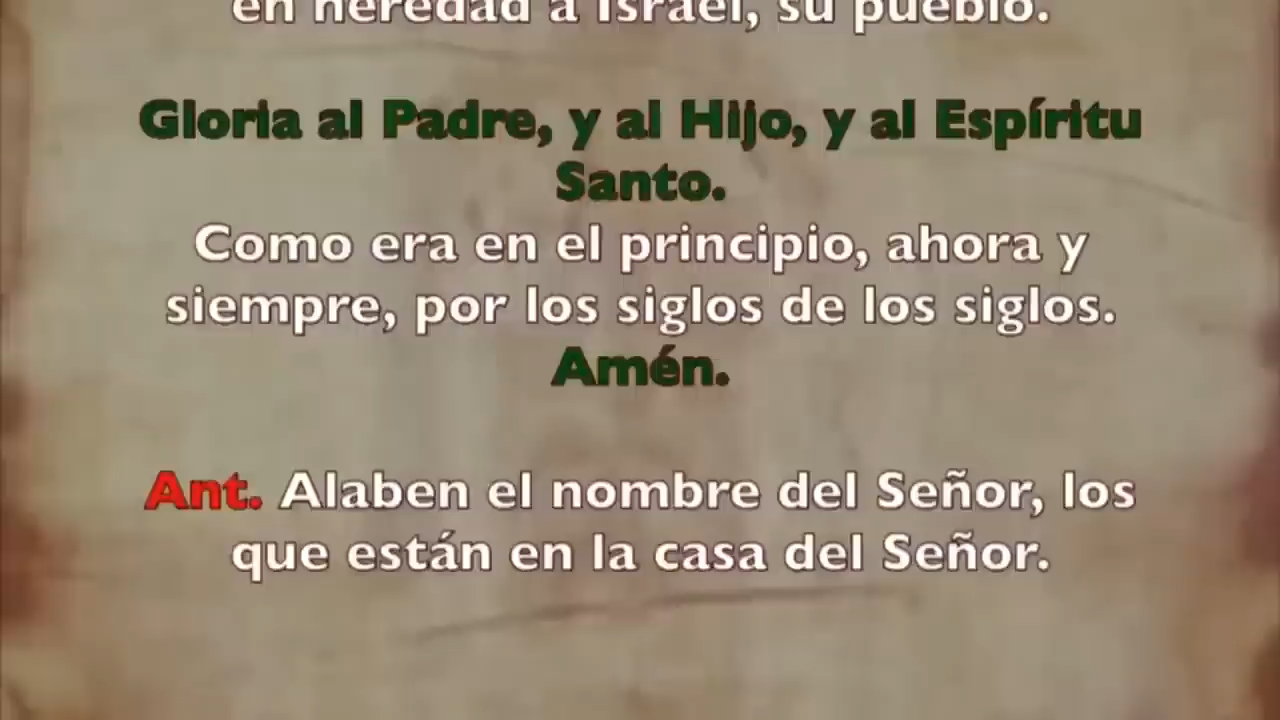 en heredad a Israel, su pueblo.
Gloria al Padre, y al Hijo, y al Espíritu
Santo.
Como era en el principio, ahora y
siempre, por los siglos de los siglos.
Amén.
Ant. Alaben el nombre del Señor, los
que están en la casa del Señor.